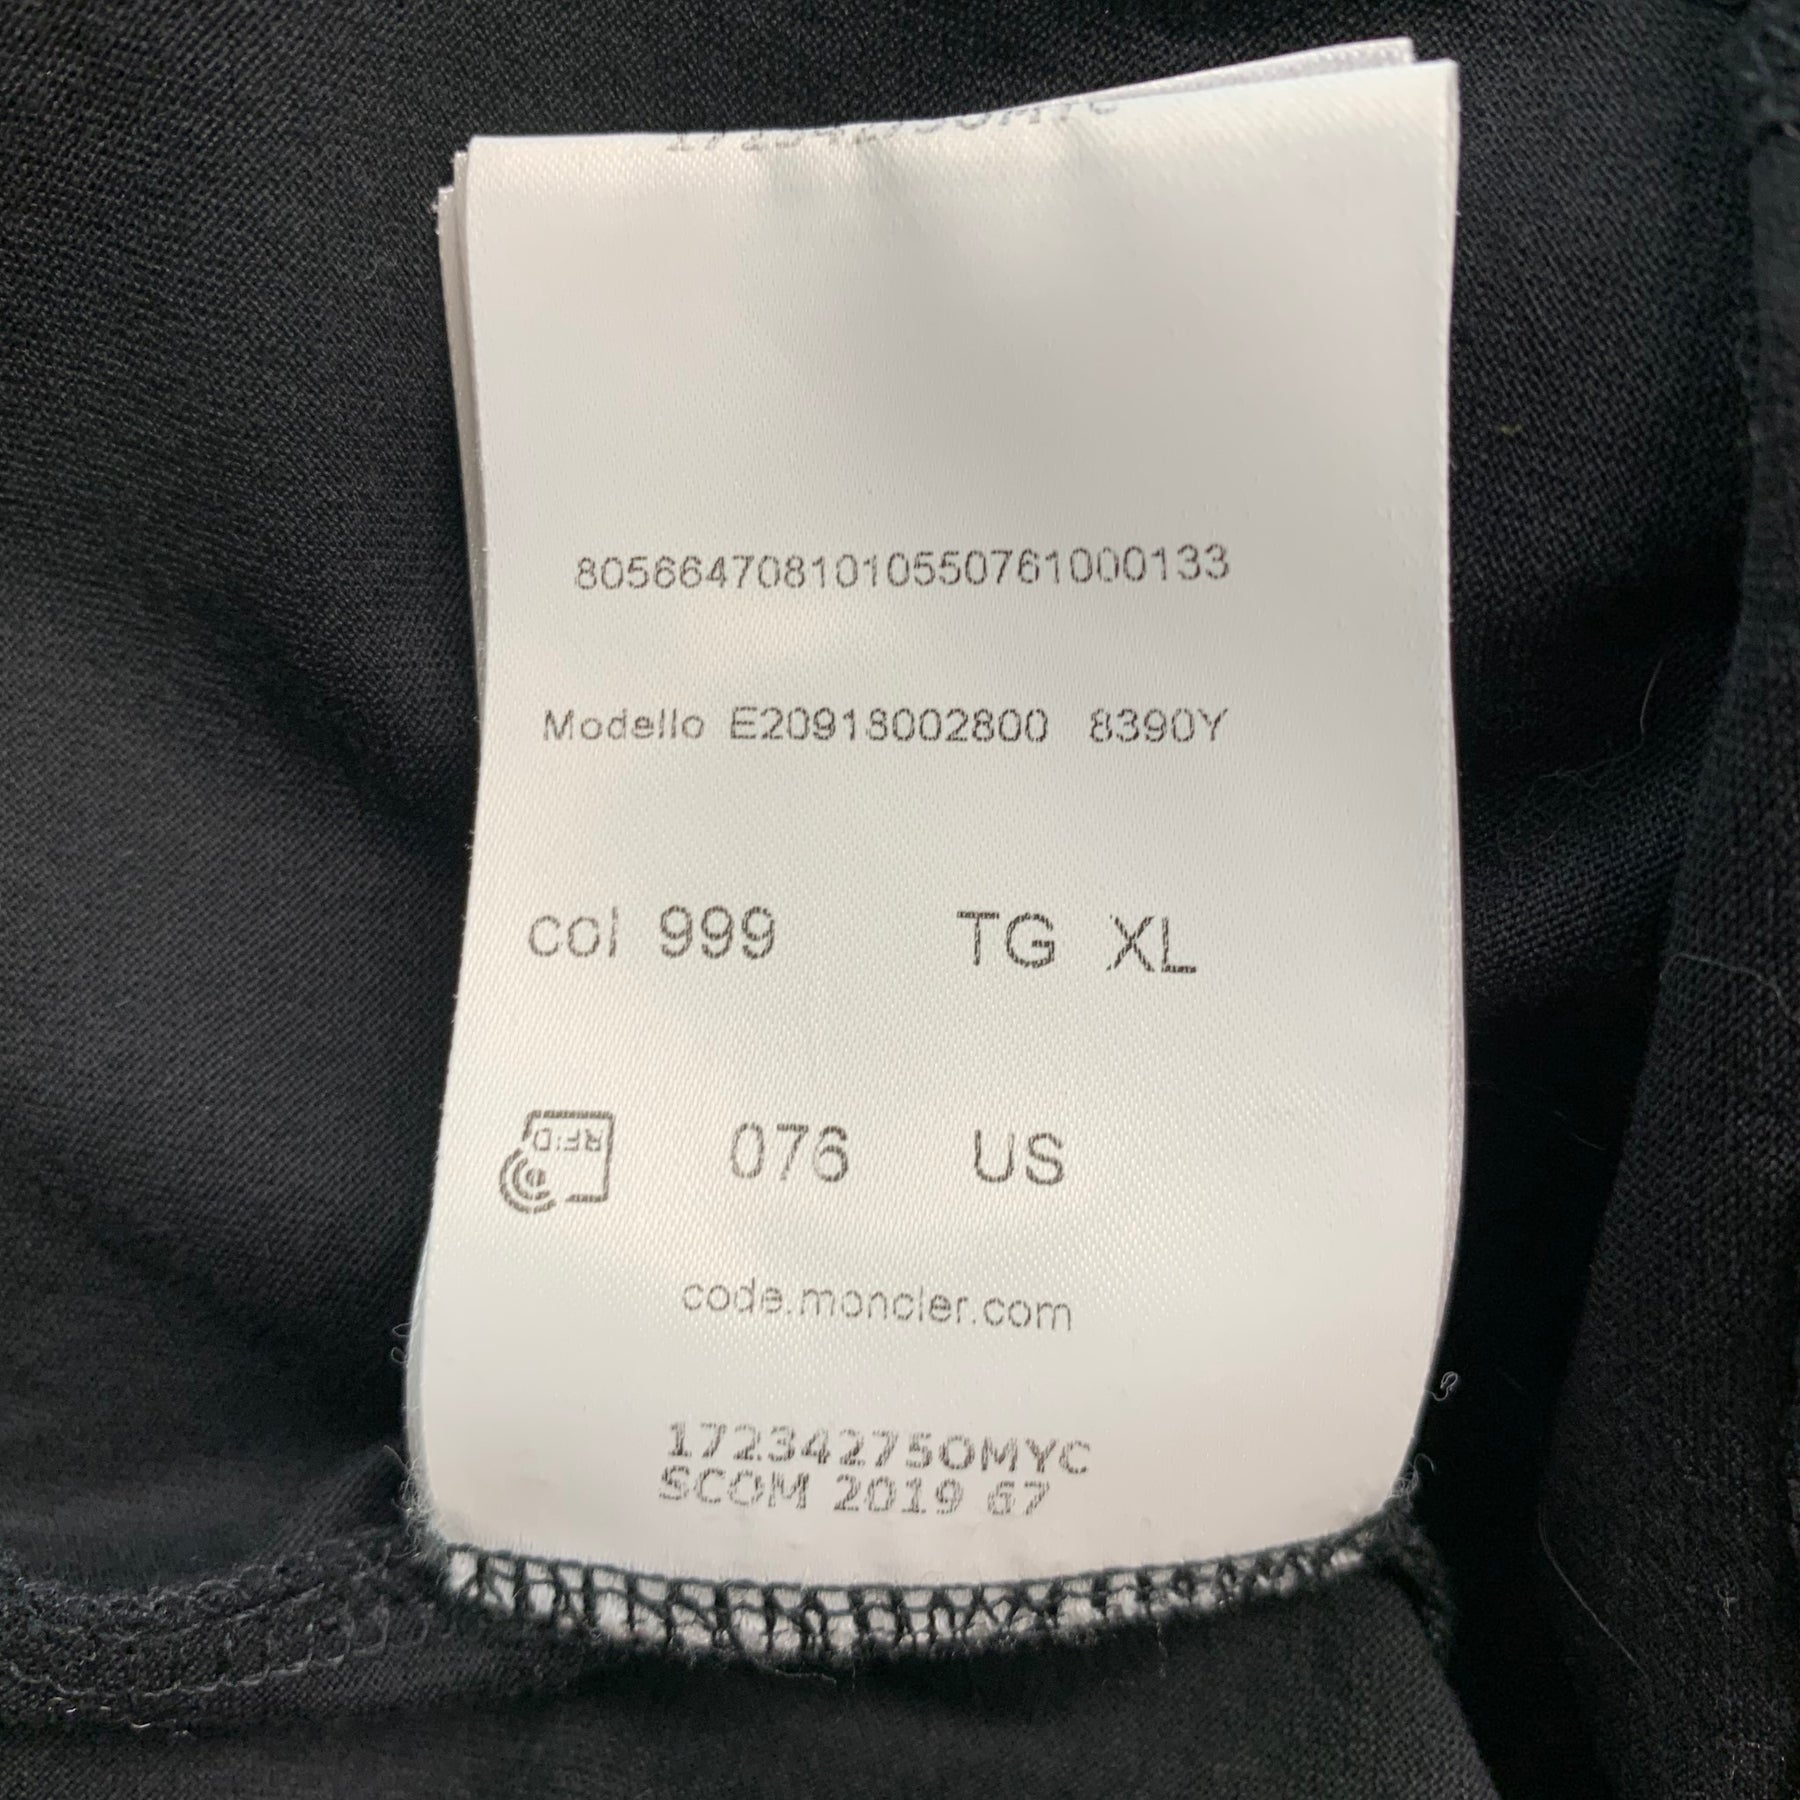 8056647081010550761000133
Modello E20918002800 8390Y
col 999 TG XL
RFID 076 US
code.moncler.com
172342750MYC
SCOM 2019 67